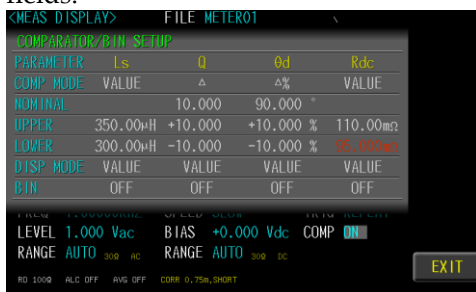 fields.
<MEAS DISPLAY> FILE METER01 \
COMPARATOR/BIN SETUP
PARAMETER Ls Q θd Rdc
COMP MODE VALUE △ △% VALUE
NOMINAL 10.000 90.000 °
UPPER 350.00μH +10.000 +10.000 % 110.00mΩ
LOWER 300.00μH -10.000 -10.000 %
DISP MODE VALUE VALUE VALUE VALUE
BIN OFF OFF OFF OFF
LEVEL 1.000 Vac BIAS +0.000 Vdc COMP ON
RANGE AUTO 30Ω AC RANGE AUTO 30Ω DC
RO 100Ω ALC OFF AVG OFF CORR 0.75m,SHORT
EXIT